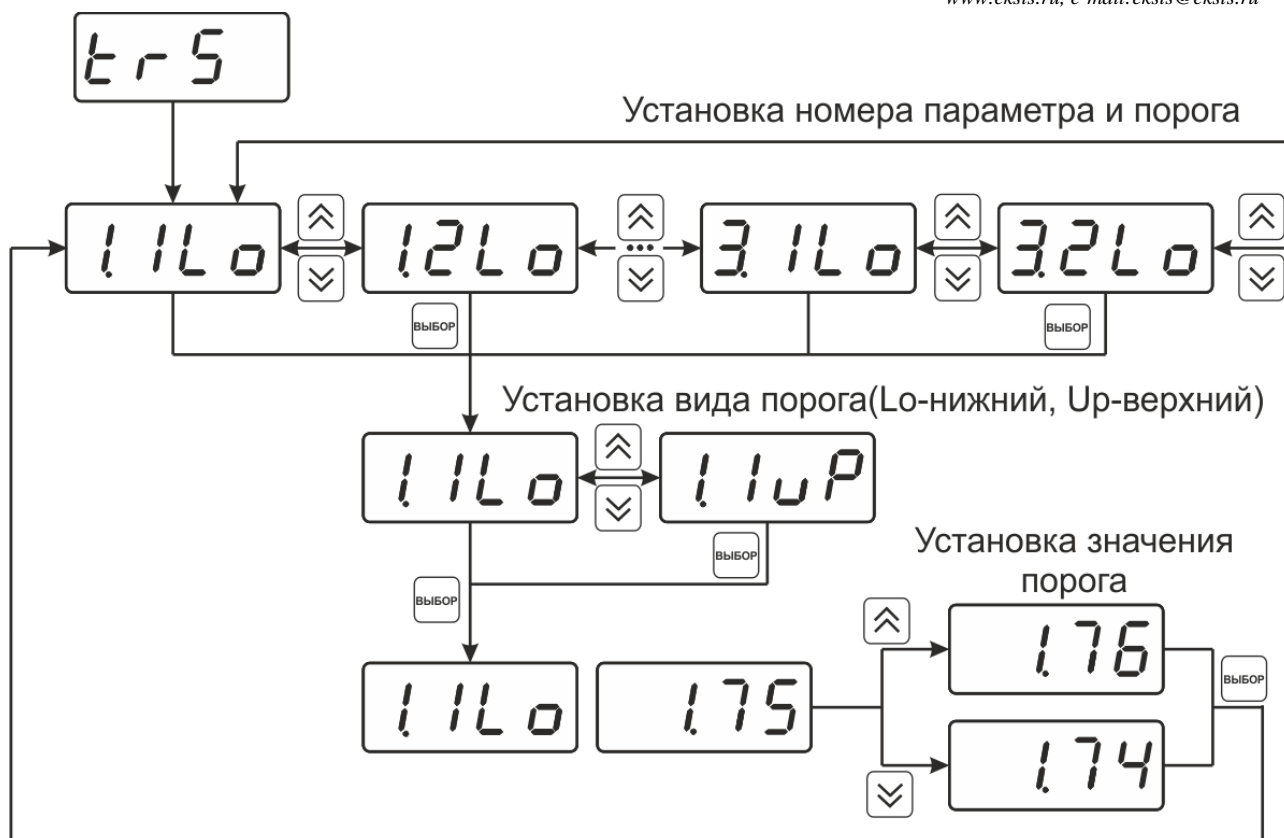 www.eksis.ru, e-mail:eksis@eksis.ru
trS
Установка номера параметра и порога
1.1Lo 1.2Lo ... 3.1Lo 3.2Lo
ВЫБОР ВЫБОР
Установка вида порога(Lo-нижний, Up-верхний)
1.1Lo 1.1uP
ВЫБОР
ВЫБОР
Установка значения
порога
1.76
1.1Lo 1.75
ВЫБОР
1.74